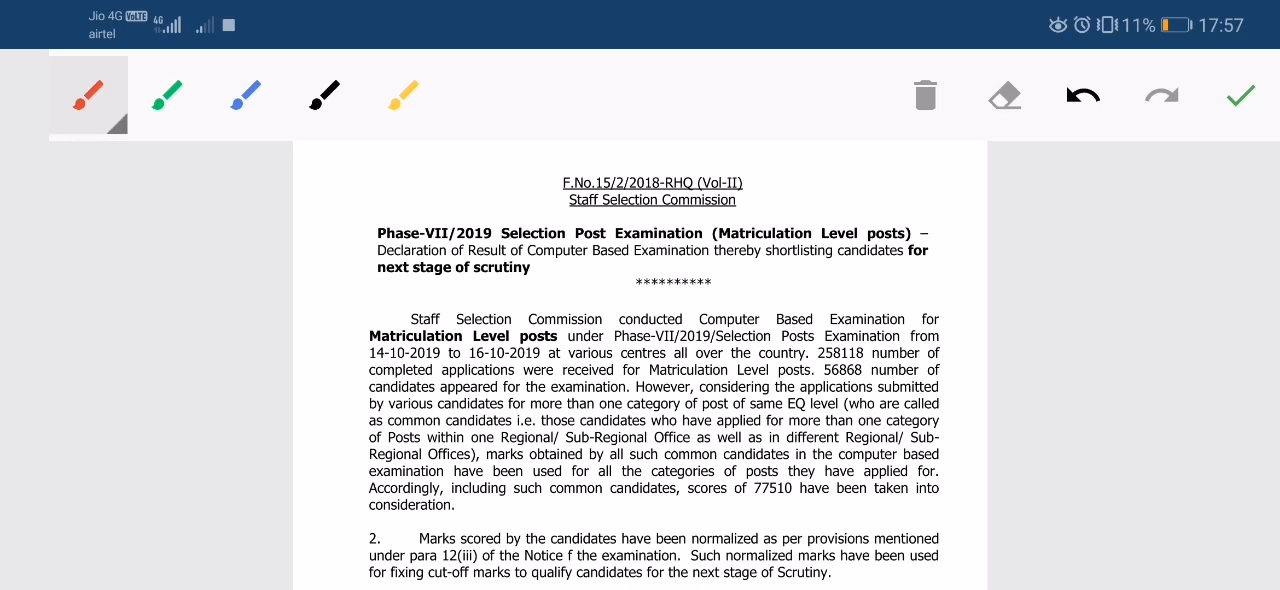 Jio 4G VoLTE 4G 11% 17:57
airtel
F.No.15/2/2018-RHQ (Vol-II)
Staff Selection Commission
Phase-VII/2019 Selection Post Examination (Matriculation Level posts) –
Declaration of Result of Computer Based Examination thereby shortlisting candidates for
next stage of scrutiny
**********
Staff Selection Commission conducted Computer Based Examination for
Matriculation Level posts under Phase-VII/2019/Selection Posts Examination from
14-10-2019 to 16-10-2019 at various centres all over the country. 258118 number of
completed applications were received for Matriculation Level posts. 56868 number of
candidates appeared for the examination. However, considering the applications submitted
by various candidates for more than one category of post of same EQ level (who are called
as common candidates i.e. those candidates who have applied for more than one category
of Posts within one Regional/ Sub-Regional Office as well as in different Regional/ Sub-
Regional Offices), marks obtained by all such common candidates in the computer based
examination have been used for all the categories of posts they have applied for.
Accordingly, including such common candidates, scores of 77510 have been taken into
consideration.
2. Marks scored by the candidates have been normalized as per provisions mentioned
under para 12(iii) of the Notice f the examination. Such normalized marks have been used
for fixing cut-off marks to qualify candidates for the next stage of Scrutiny.